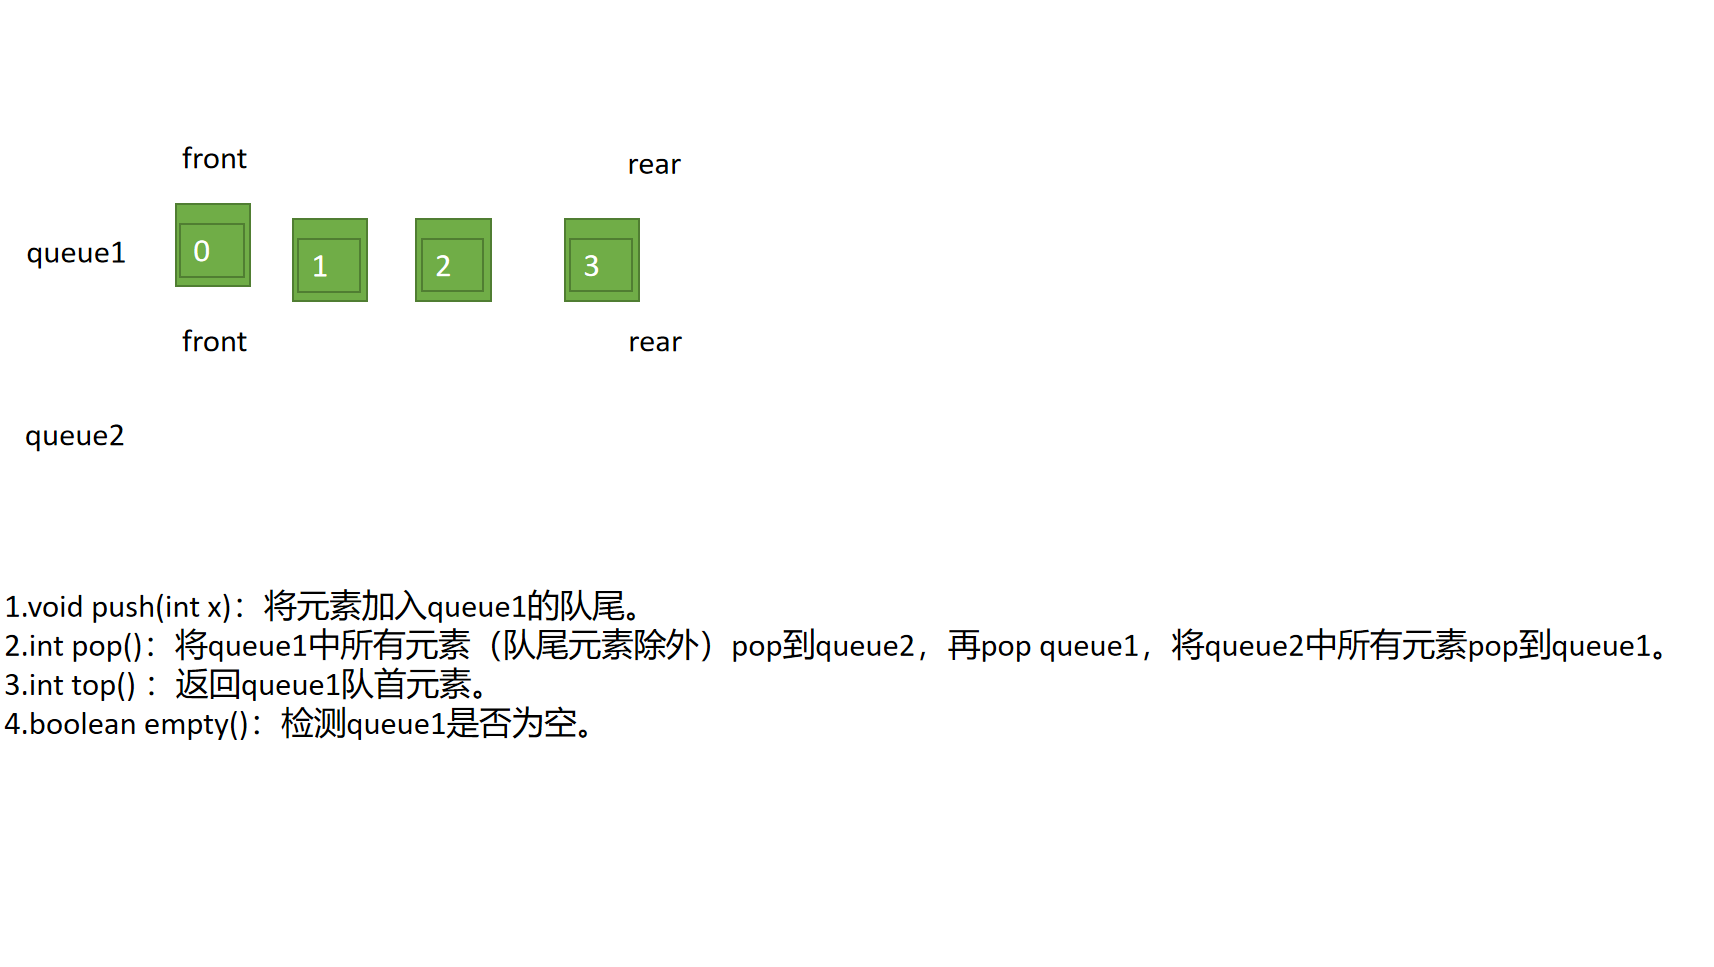 front rear
queue1 0 1 2 3
front rear
queue2
1.void push(int x)：将元素加入queue1的队尾。
2.int pop()：将queue1中所有元素（队尾元素除外）pop到queue2，再pop queue1，将queue2中所有元素pop到queue1。
3.int top() ：返回queue1队首元素。
4.boolean empty()：检测queue1是否为空。